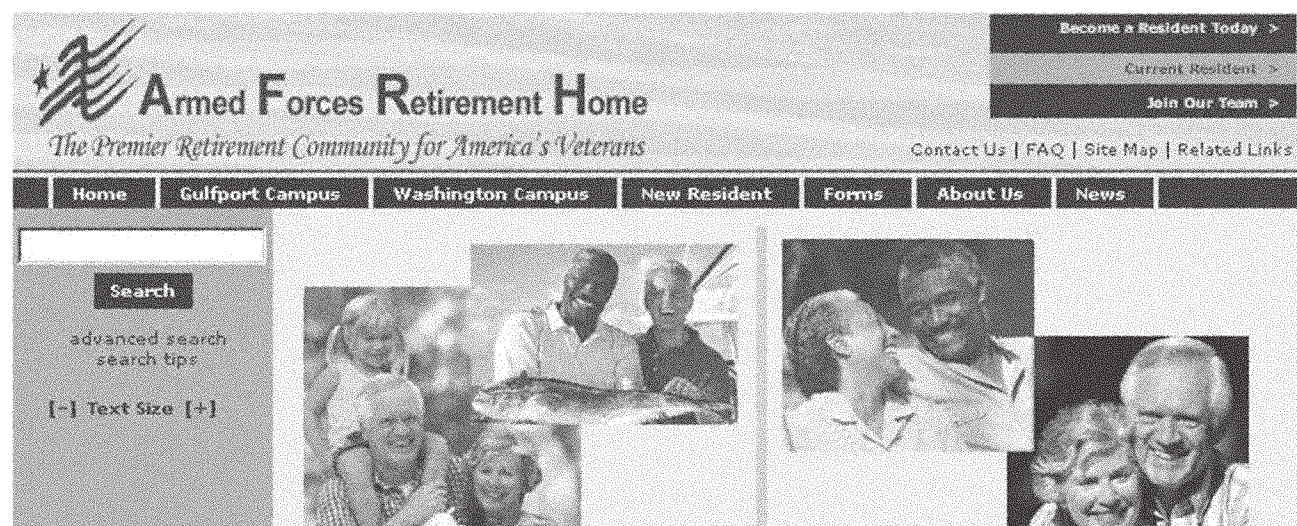 Become a Resident Today >
Current Resident >
Join Our Team >
Armed Forces Retirement Home
The Premier Retirement Community for America's Veterans
Contact Us | FAQ | Site Map | Related Links
Home Gulfport Campus Washington Campus New Resident Forms About Us News
Search
advanced search
search tips
[-] Text Size [+]